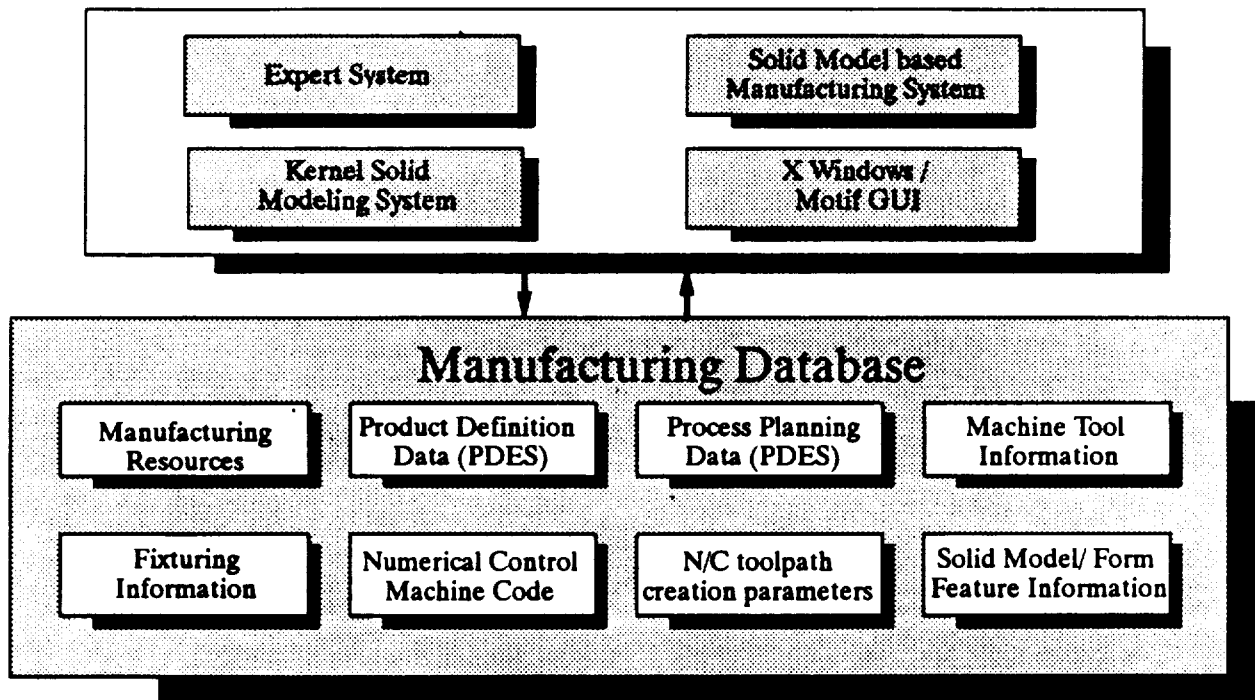 Expert System
Solid Model based
Manufacturing System
Kernel Solid
Modeling System
X Windows /
Motif GUI
Manufacturing Database
Manufacturing
Resources
Product Definition
Data (PDES)
Process Planning
Data (PDES)
Machine Tool
Information
Fixturing
Information
Numerical Control
Machine Code
N/C toolpath
creation parameters
Solid Model/ Form
Feature Information